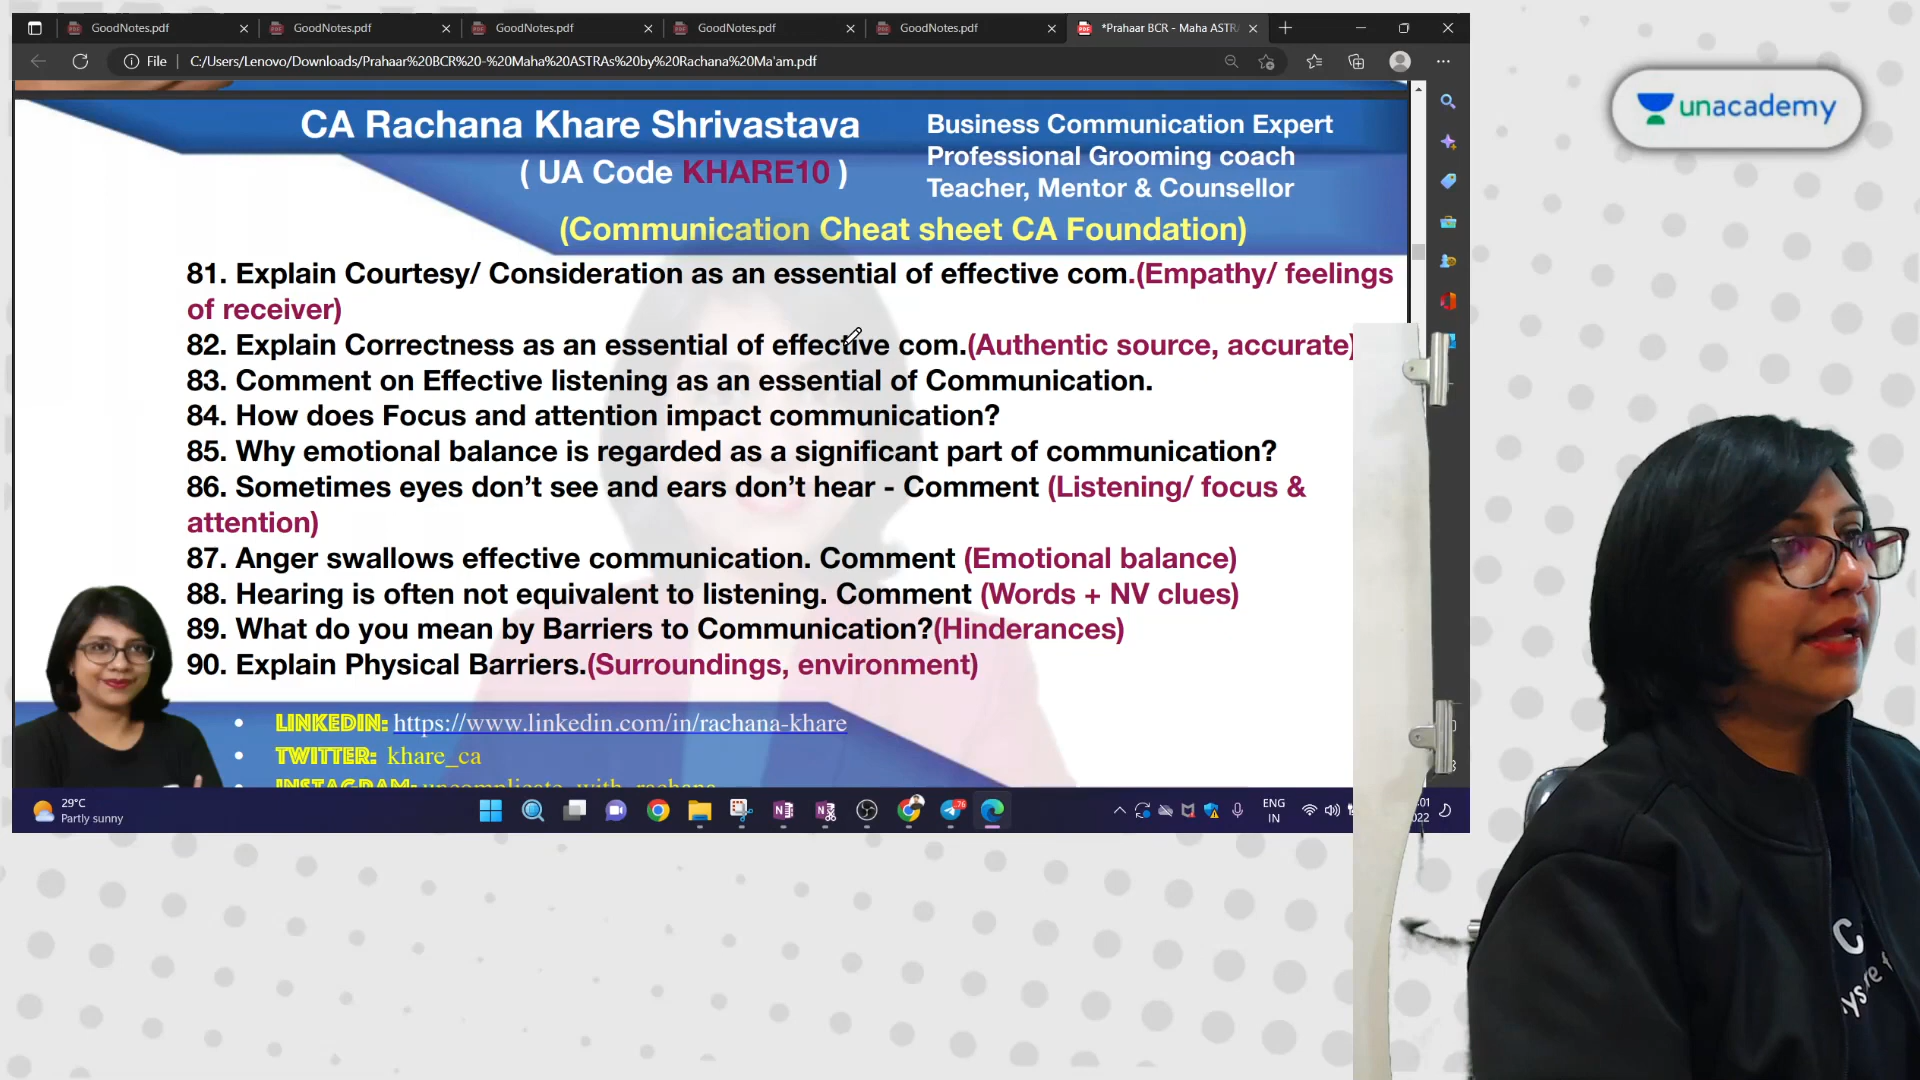 GoodNotes.pdf GoodNotes.pdf GoodNotes.pdf GoodNotes.pdf GoodNotes.pdf *Prahaar BCR - Maha ASTR
File C:/Users/Lenovo/Downloads/Prahaar%20BCR%20-%20Maha%20ASTRAs%20by%20Rachana%20Ma'am.pdf
unacademy
CA Rachana Khare Shrivastava
( UA Code KHARE10 )
Business Communication Expert
Professional Grooming coach
Teacher, Mentor & Counsellor
(Communication Cheat sheet CA Foundation)
81. Explain Courtesy/ Consideration as an essential of effective com.(Empathy/ feelings
of receiver)
82. Explain Correctness as an essential of effective com.(Authentic source, accurate)
83. Comment on Effective listening as an essential of Communication.
84. How does Focus and attention impact communication?
85. Why emotional balance is regarded as a significant part of communication?
86. Sometimes eyes don't see and ears don't hear - Comment (Listening/ focus &
attention)
87. Anger swallows effective communication. Comment (Emotional balance)
88. Hearing is often not equivalent to listening. Comment (Words + NV clues)
89. What do you mean by Barriers to Communication?(Hinderances)
90. Explain Physical Barriers.(Surroundings, environment)
• LINKEDIN: https://www.linkedin.com/in/rachana-khare
• TWITTER: khare_ca
INSTAGRAM: uncomplicate_with_rachana
29°C
Partly sunny
76
ENG
IN
:01
022
C